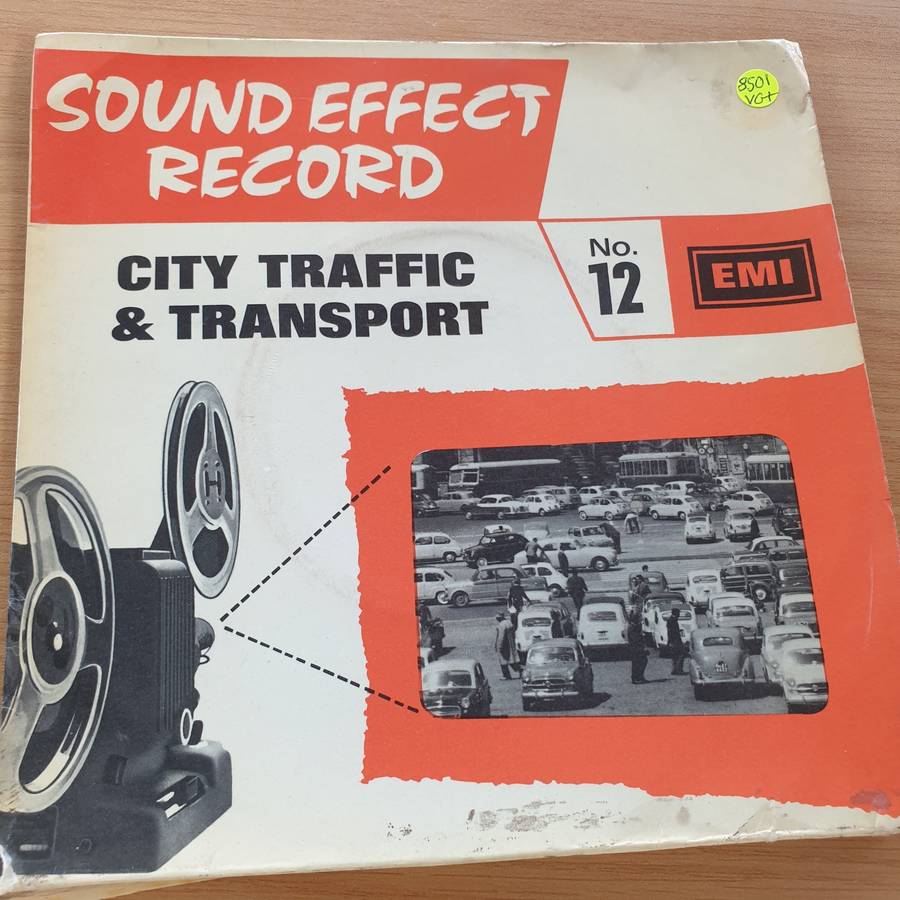 SOUND EFFECT
RECORD
8501
VG+
CITY TRAFFIC
& TRANSPORT
No.
12
EMI
H